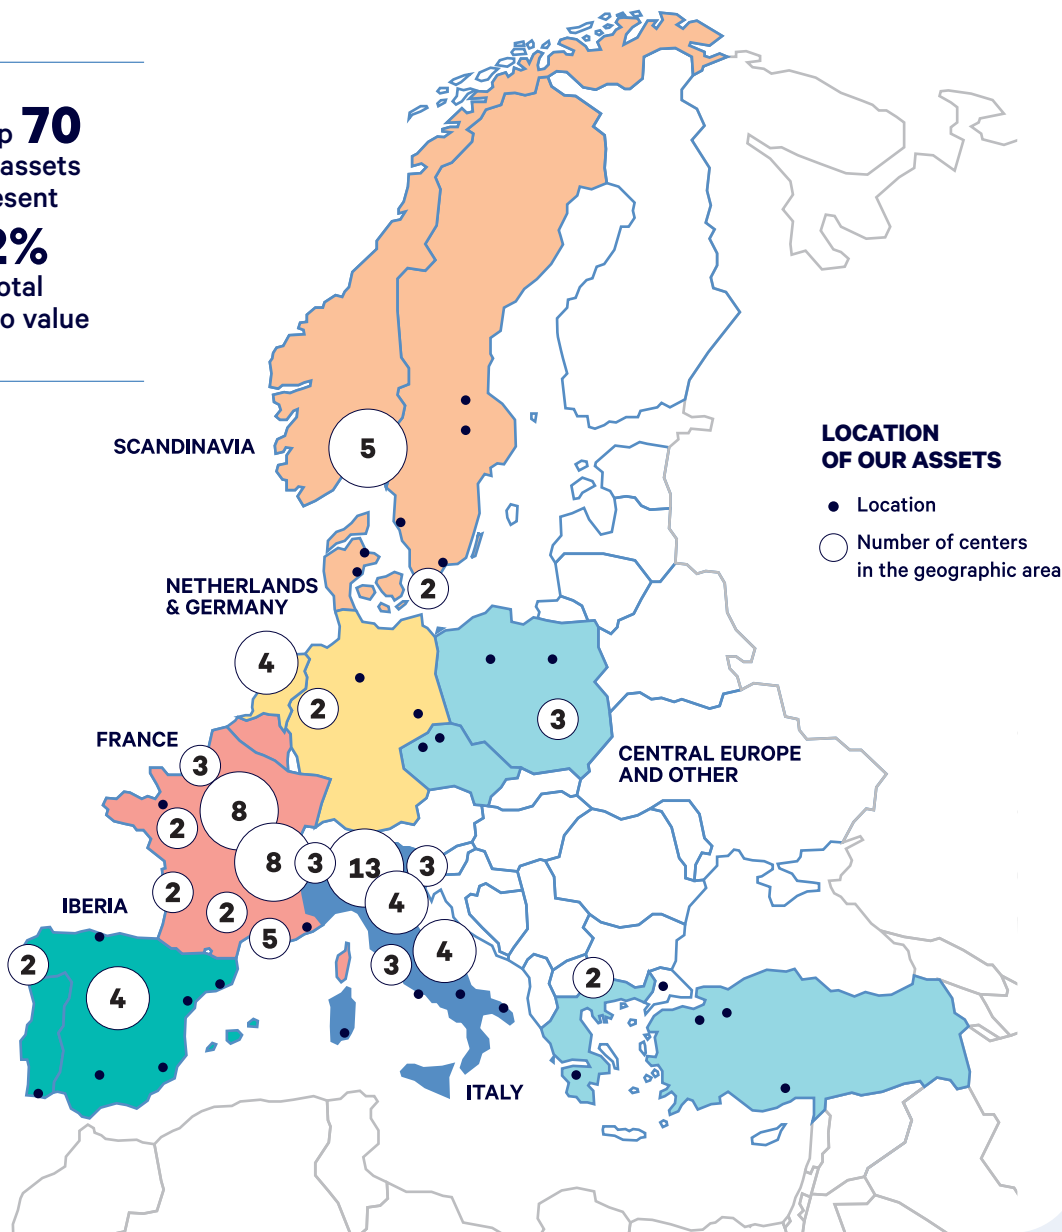 70
assets
2%
value
SCANDINAVIA
5
LOCATION
OF OUR ASSETS
Location
Number of centers
in the geographic area
NETHERLANDS
& GERMANY
2
4
2
3
FRANCE
CENTRAL EUROPE
AND OTHER
3
8
2
8
3
13
3
2
4
IBERIA
2
5
4
2
3
2
4
ITALY